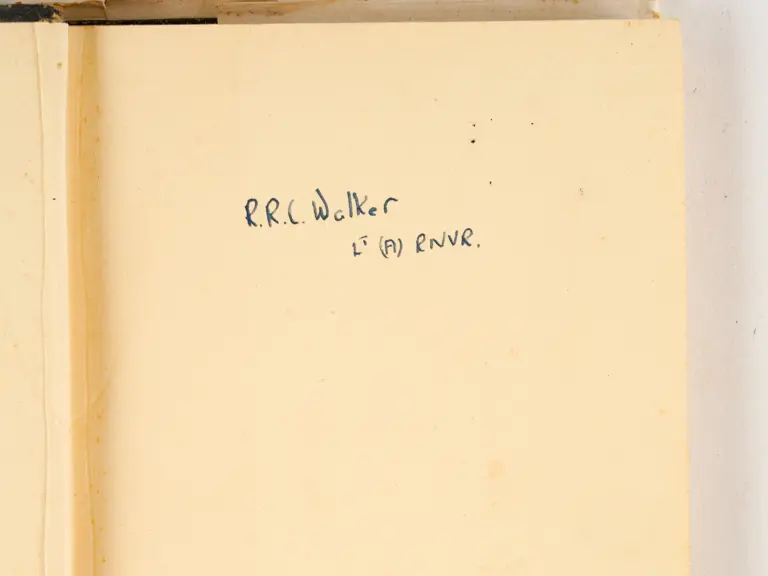 R.R.C. Walker
Lt (A) RNVR.